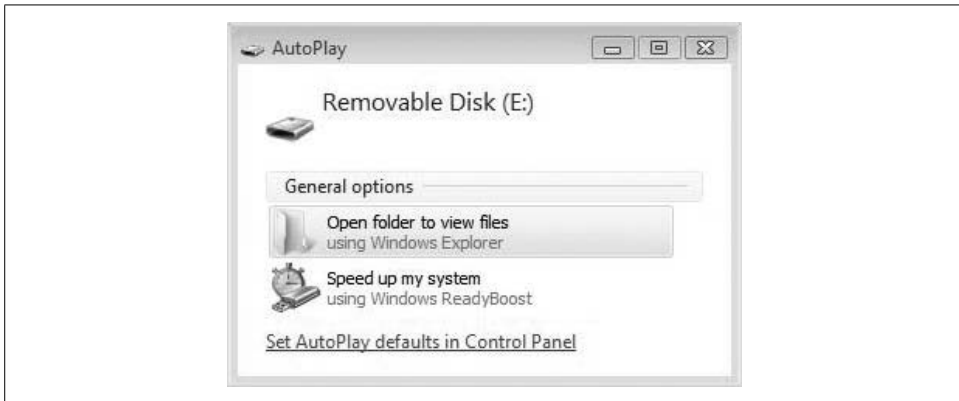 AutoPlay
Removable Disk (E:)
General options
Open folder to view files
using Windows Explorer
Speed up my system
using Windows ReadyBoost
Set AutoPlay defaults in Control Panel